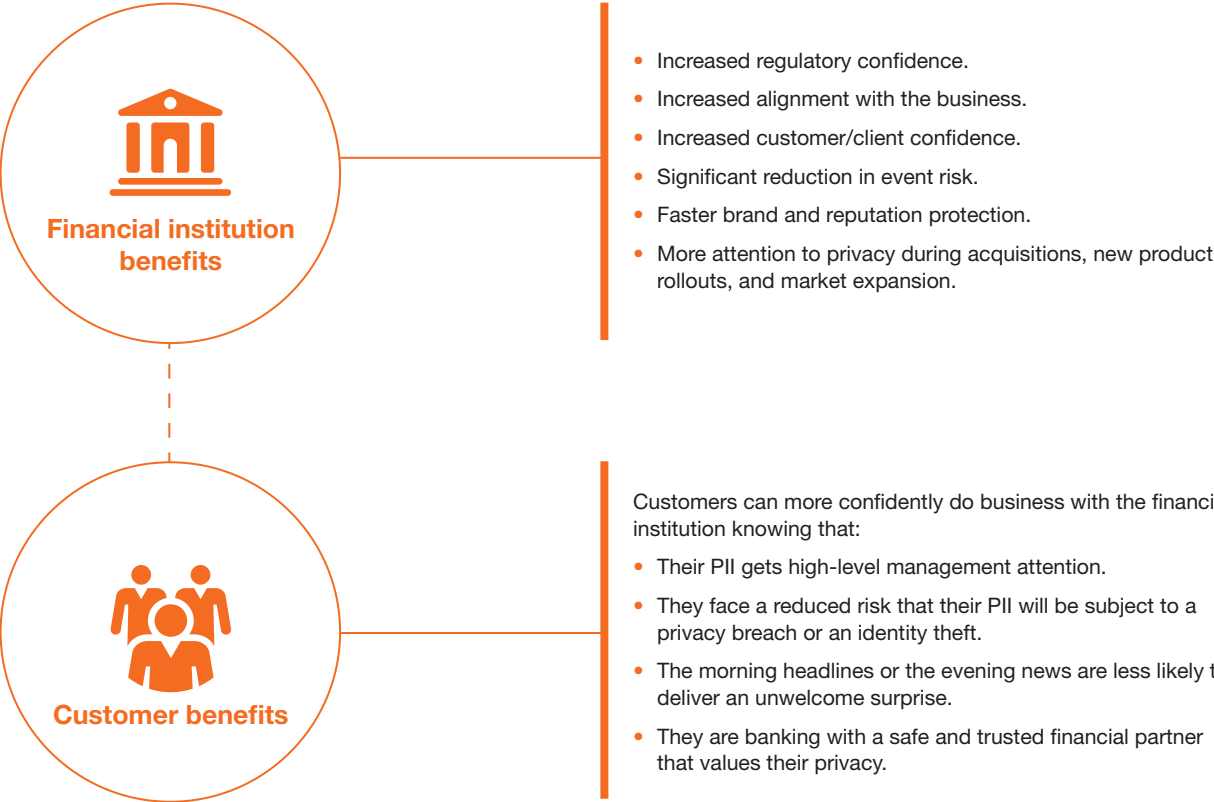 Financial institution
benefits
• Increased regulatory confidence.
• Increased alignment with the business.
• Increased customer/client confidence.
• Significant reduction in event risk.
• Faster brand and reputation protection.
• More attention to privacy during acquisitions, new product
rollouts, and market expansion.
Customer benefits
Customers can more confidently do business with the financi
institution knowing that:
• Their PII gets high-level management attention.
• They face a reduced risk that their PII will be subject to a
privacy breach or an identity theft.
• The morning headlines or the evening news are less likely t
deliver an unwelcome surprise.
• They are banking with a safe and trusted financial partner
that values their privacy.